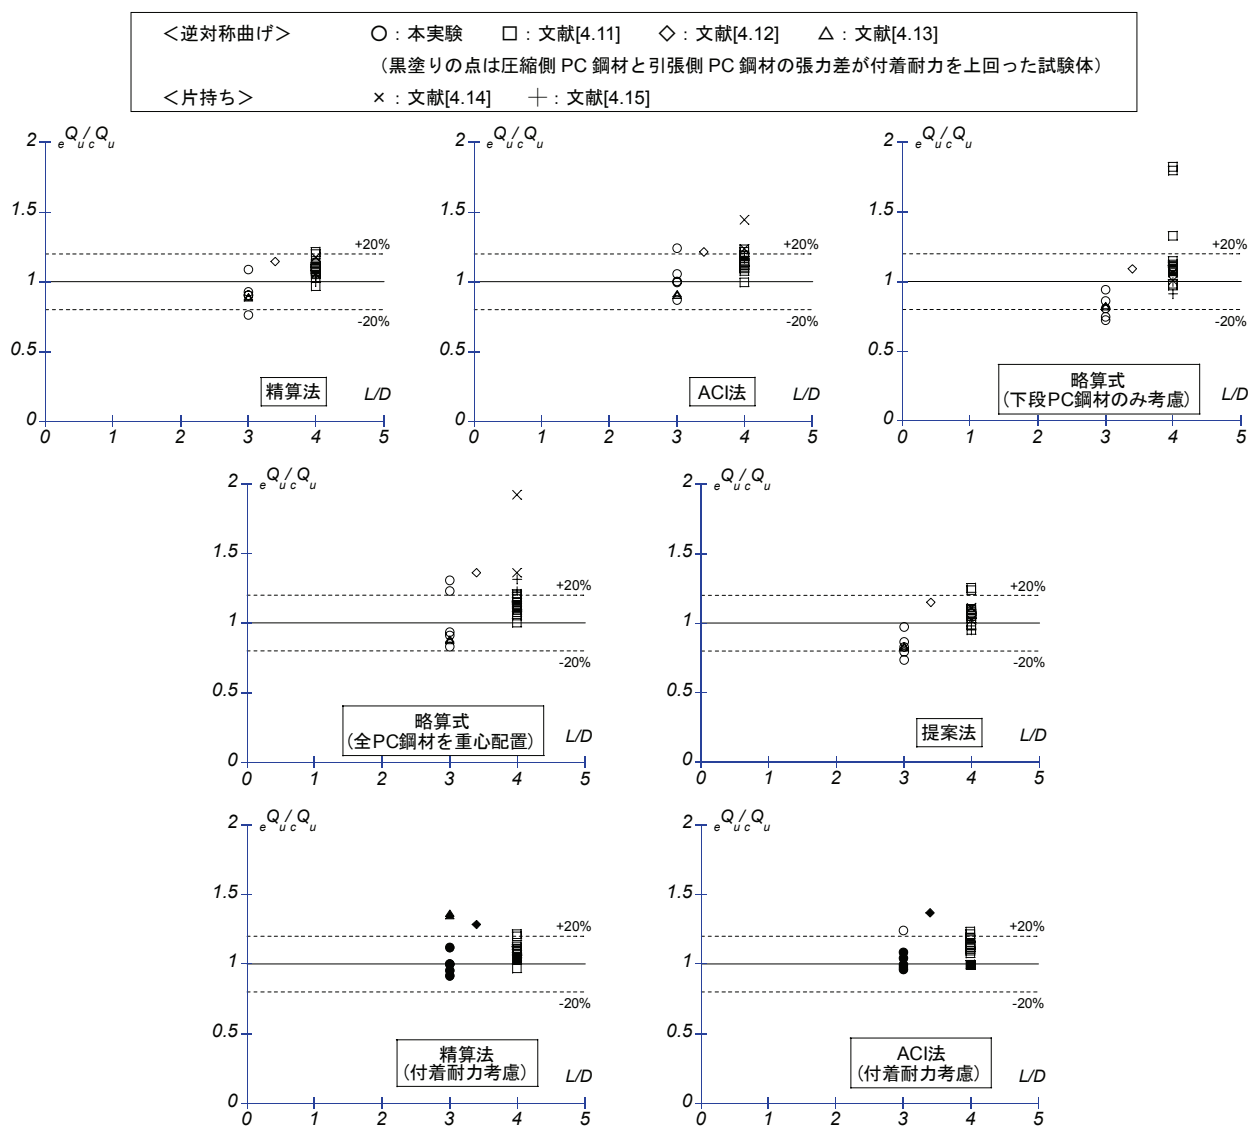 ＜逆対称曲げ＞ ○：本実験 □：文献[4.11] ◇：文献[4.12] △：文献[4.13]
（黒塗りの点は圧縮側 PC 鋼材と引張側 PC 鋼材の張力差が付着耐力を上回った試験体）
＜片持ち＞ ×：文献[4.14] ＋：文献[4.15]
eQu/cQu
2
1.5
1
0.5
0
+20%
-20%
精算法
L/D
0 1 2 3 4 5
eQu/cQu
2
1.5
1
0.5
0
+20%
-20%
ACI法
L/D
0 1 2 3 4 5
eQu/cQu
2
1.5
1
0.5
0
+20%
-20%
略算式
(下段PC鋼材のみ考慮)
L/D
0 1 2 3 4 5
eQu/cQu
2
1.5
1
0.5
0
+20%
-20%
略算式
(全PC鋼材を重心配置)
L/D
0 1 2 3 4 5
eQu/cQu
2
1.5
1
0.5
0
+20%
-20%
提案法
L/D
0 1 2 3 4 5
eQu/cQu
2
1.5
1
0.5
0
+20%
-20%
精算法
(付着耐力考慮)
L/D
0 1 2 3 4 5
eQu/cQu
2
1.5
1
0.5
0
+20%
-20%
ACI法
(付着耐力考慮)
L/D
0 1 2 3 4 5